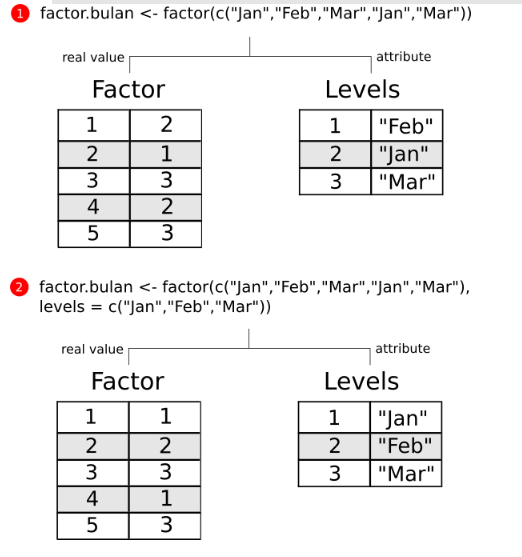 1 factor.bulan <- factor(c("Jan","Feb","Mar","Jan","Mar"))
real value attribute
Factor Levels
1 2 1 "Feb"
2 1 2 "Jan"
3 3 3 "Mar"
4 2
5 3
2 factor.bulan <- factor(c("Jan","Feb","Mar","Jan","Mar"),
levels = c("Jan","Feb","Mar"))
real value attribute
Factor Levels
1 1 1 "Jan"
2 2 2 "Feb"
3 3 3 "Mar"
4 1
5 3